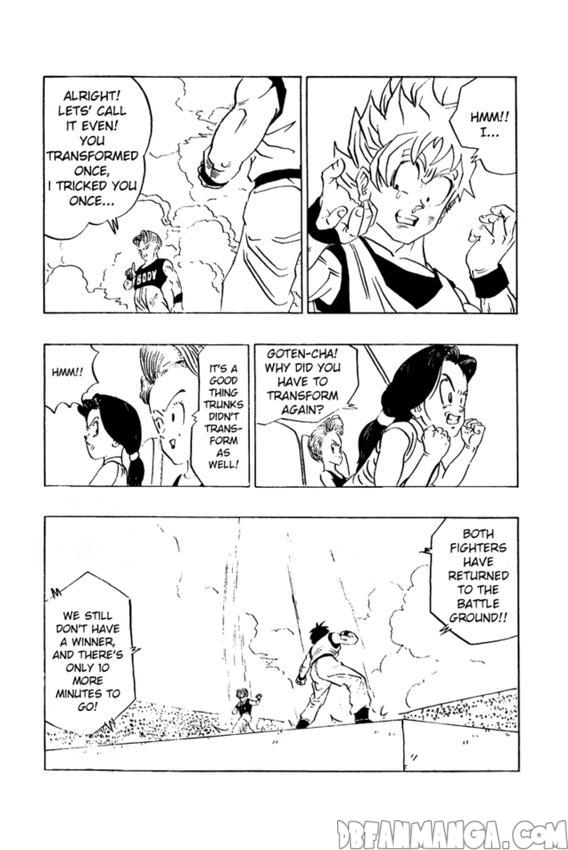 HMM!!
I...
ALRIGHT!
LETS' CALL
IT EVEN!
YOU
TRANSFORMED
ONCE,
I TRICKED YOU
ONCE...
BODY
GOTEN-CHA!
WHY DID YOU
HAVE TO
TRANSFORM
AGAIN?
IT'S A
GOOD
THING
TRUNKS
DIDN'T
TRANS-
FORM
AS
WELL!
HMM!!
BOTH
FIGHTERS
HAVE
RETURNED
TO THE
BATTLE
GROUND!!
WE STILL
DON'T HAVE
A WINNER,
AND THERE'S
ONLY 10
MORE
MINUTES TO
GO!
DBFANMANGA.COM